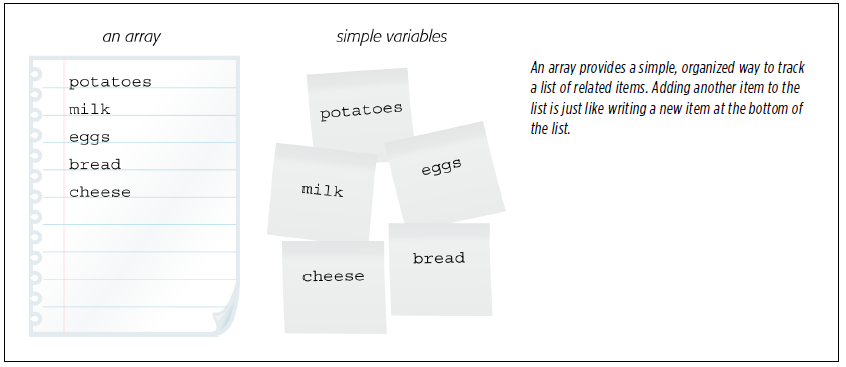 an array
potatoes
milk
eggs
bread
cheese
simple variables
potatoes
milk
eggs
cheese
bread
An array provides a simple, organized way to track
a list of related items. Adding another item to the
list is just like writing a new item at the bottom of
the list.